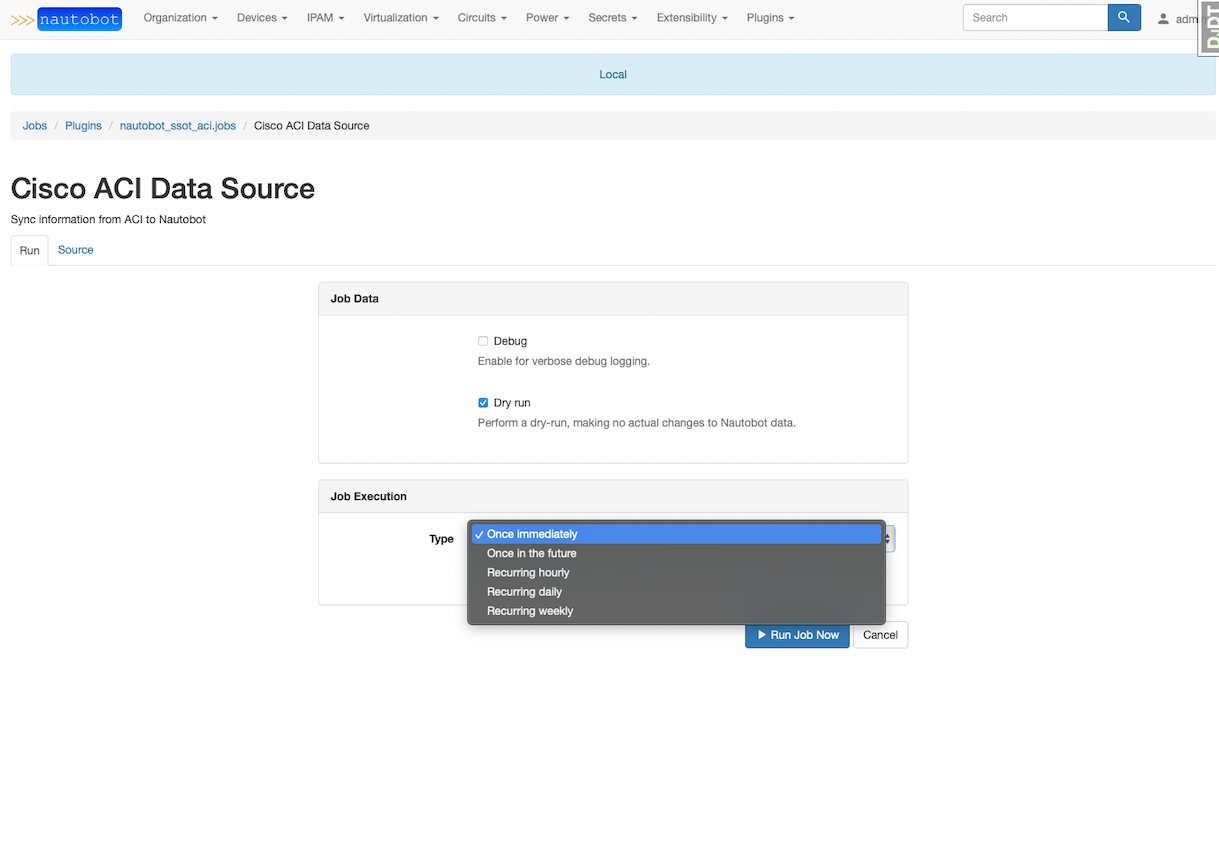 >>> nautobot Organization Devices IPAM Virtualization Circuits Power Secrets Extensibility Plugins Search
DjDT
Local
Jobs / Plugins / nautobot_ssot_aci.jobs / Cisco ACI Data Source
Cisco ACI Data Source
Sync information from ACI to Nautobot
Run Source
Job Data
Debug
Enable for verbose debug logging.
Dry run
Perform a dry-run, making no actual changes to Nautobot data.
Job Execution
Type
✓ Once immediately
Once in the future
Recurring hourly
Recurring daily
Recurring weekly
Run Job Now Cancel